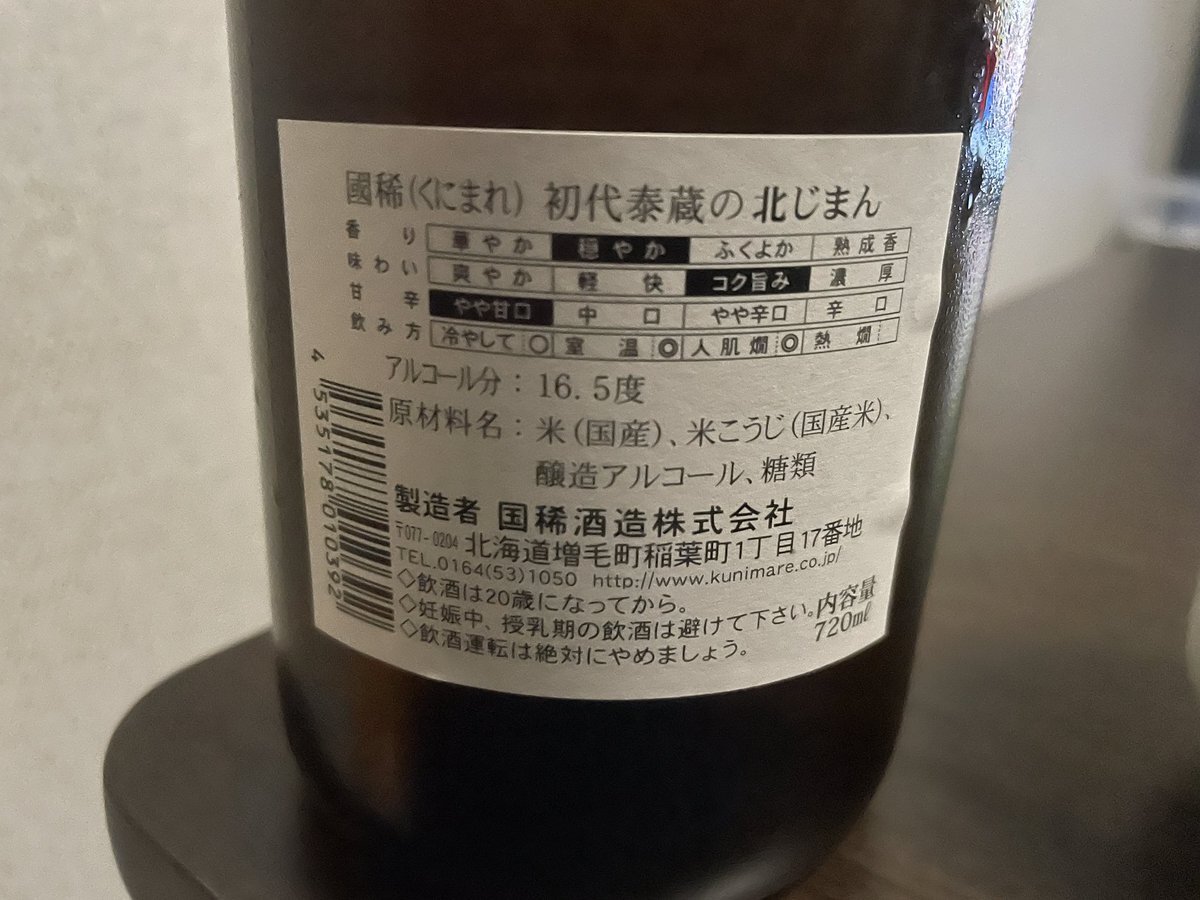 國稀(くにまれ) 初代泰蔵の北じまん
香り 華やか 穏やか ふくよか 熟成香
味わい 爽やか 軽快 コク旨み 濃厚
甘辛 やや甘口 中口 やや辛口 辛口
飲み方 冷やして ○ 室温 ◎ 人肌燗 ◎ 熱燗
アルコール分：16.5度
原材料名：米(国産)、米こうじ(国産米)、
醸造アルコール、糖類
製造者 国稀酒造株式会社
〒077-0204 北海道増毛町稲葉町1丁目17番地
TEL.0164(53)1050 http://www.kunimare.co.jp/
◇飲酒は20歳になってから。
◇妊娠中、授乳期の飲酒は避けて下さい。
◇飲酒運転は絶対にやめましょう。
内容量
720㎖
4 535178 010392